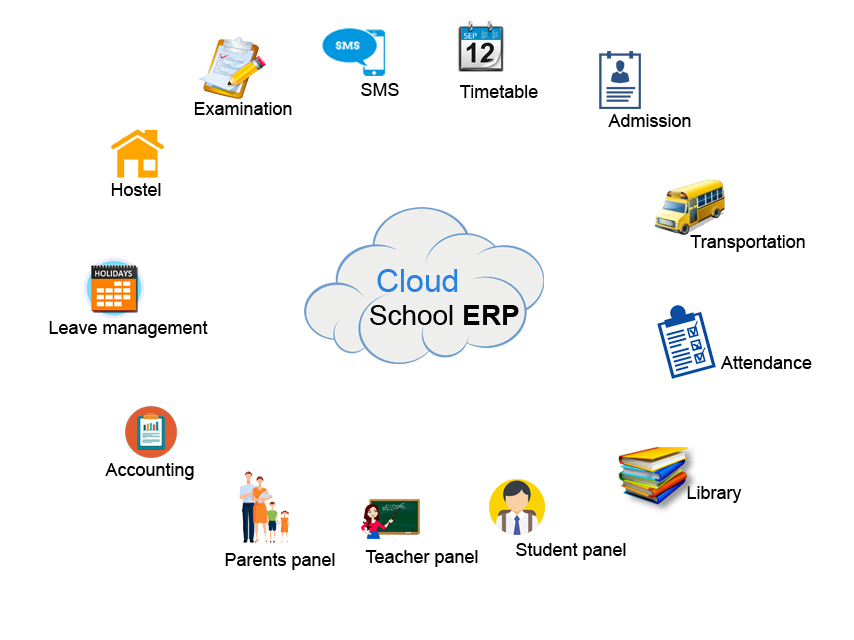 SMS
SEP
12
SMS
Timetable
Examination
Admission
Hostel
Transportation
HOLIDAYS
Cloud
School ERP
Leave management
Attendance
Accounting
Library
WELCOME
Parents panel
Teacher panel
Student panel